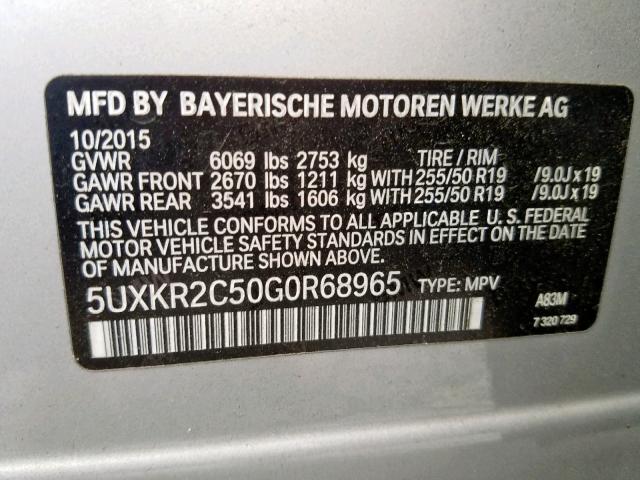 MFD BY BAYERISCHE MOTOREN WERKE AG
10/2015
GVWR 6069 lbs 2753 kg TIRE / RIM
GAWR FRONT 2670 lbs 1211 kg WITH 255/50 R19 /9.0J x 19
GAWR REAR 3541 lbs 1606 kg WITH 255/50 R19 /9.0J x 19
THIS VEHICLE CONFORMS TO ALL APPLICABLE U. S. FEDERAL
MOTOR VEHICLE SAFETY STANDARDS IN EFFECT ON THE DATE
OF MANUFACTURE SHOWN ABOVE.
5UXKR2C50G0R68965 TYPE: MPV A83M
7 320 729